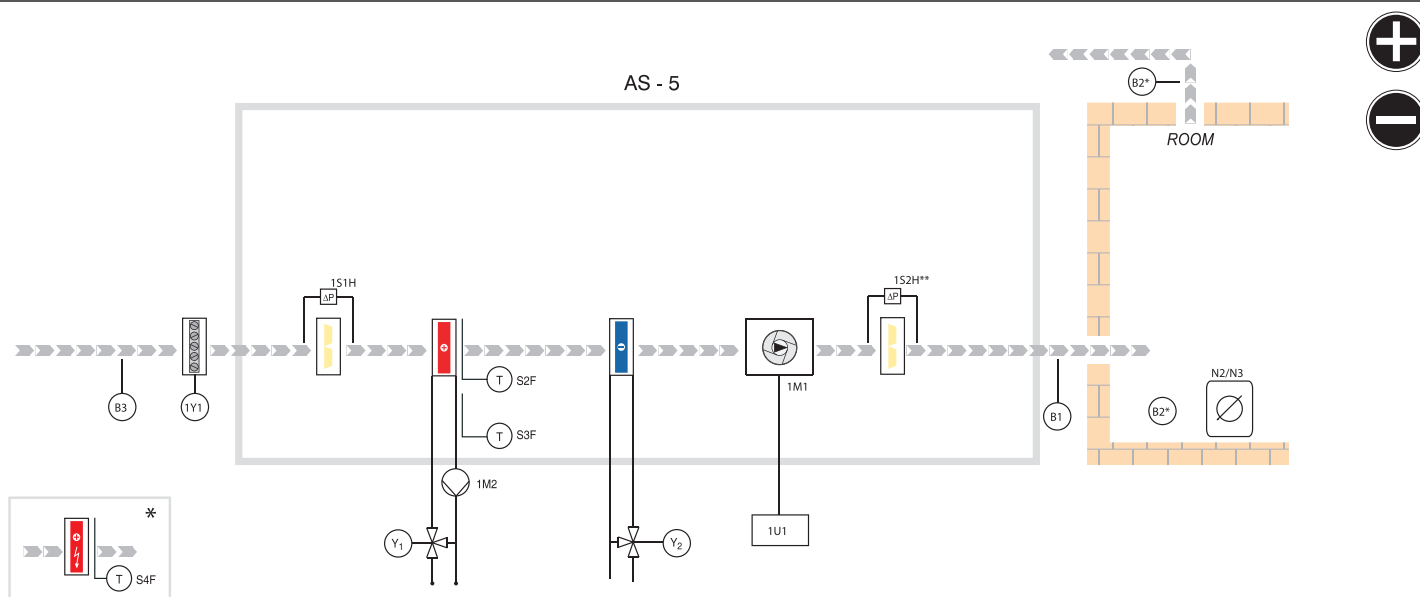 AS - 5
B2*
ROOM
1S1H
ΔP
1S2H**
ΔP
T
S2F
1M1
N2/N3
B3
1Y1
B1
B2*
T
S3F
1M2
*
1U1
Y1
Y2
T
S4F